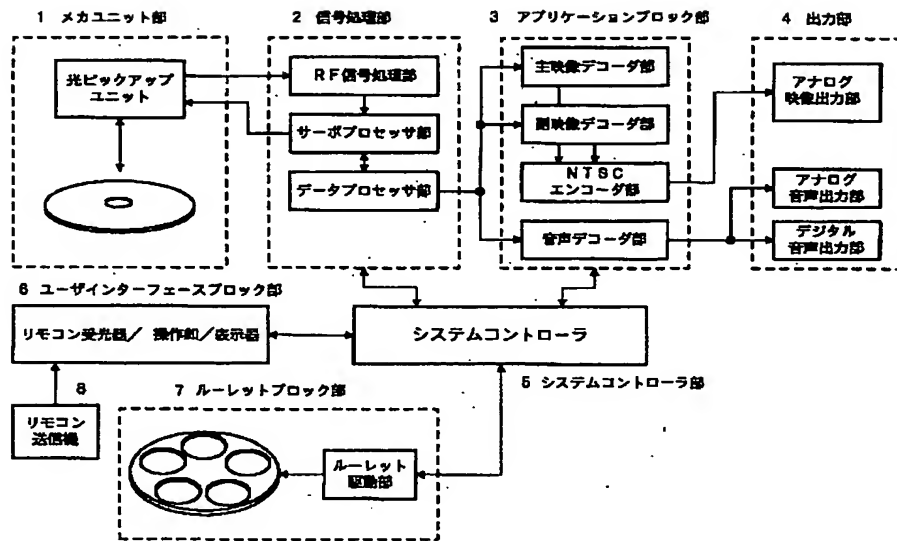 1 メカユニット部
2 信号処理部
3 アプリケーションブロック部
4 出力部
光ピックアップ
ユニット
RF信号処理部
サーボプロセッサ部
データプロセッサ部
主映像デコーダ部
副映像デコーダ部
NTSC
エンコーダ部
音声デコーダ部
アナログ
映像出力部
アナログ
音声出力部
デジタル
音声出力部
6 ユーザインターフェースブロック部
リモコン受光器/ 操作部/表示器
システムコントローラ
5 システムコントローラ部
8
リモコン
送信機
7 ルーレットブロック部
ルーレット
駆動部